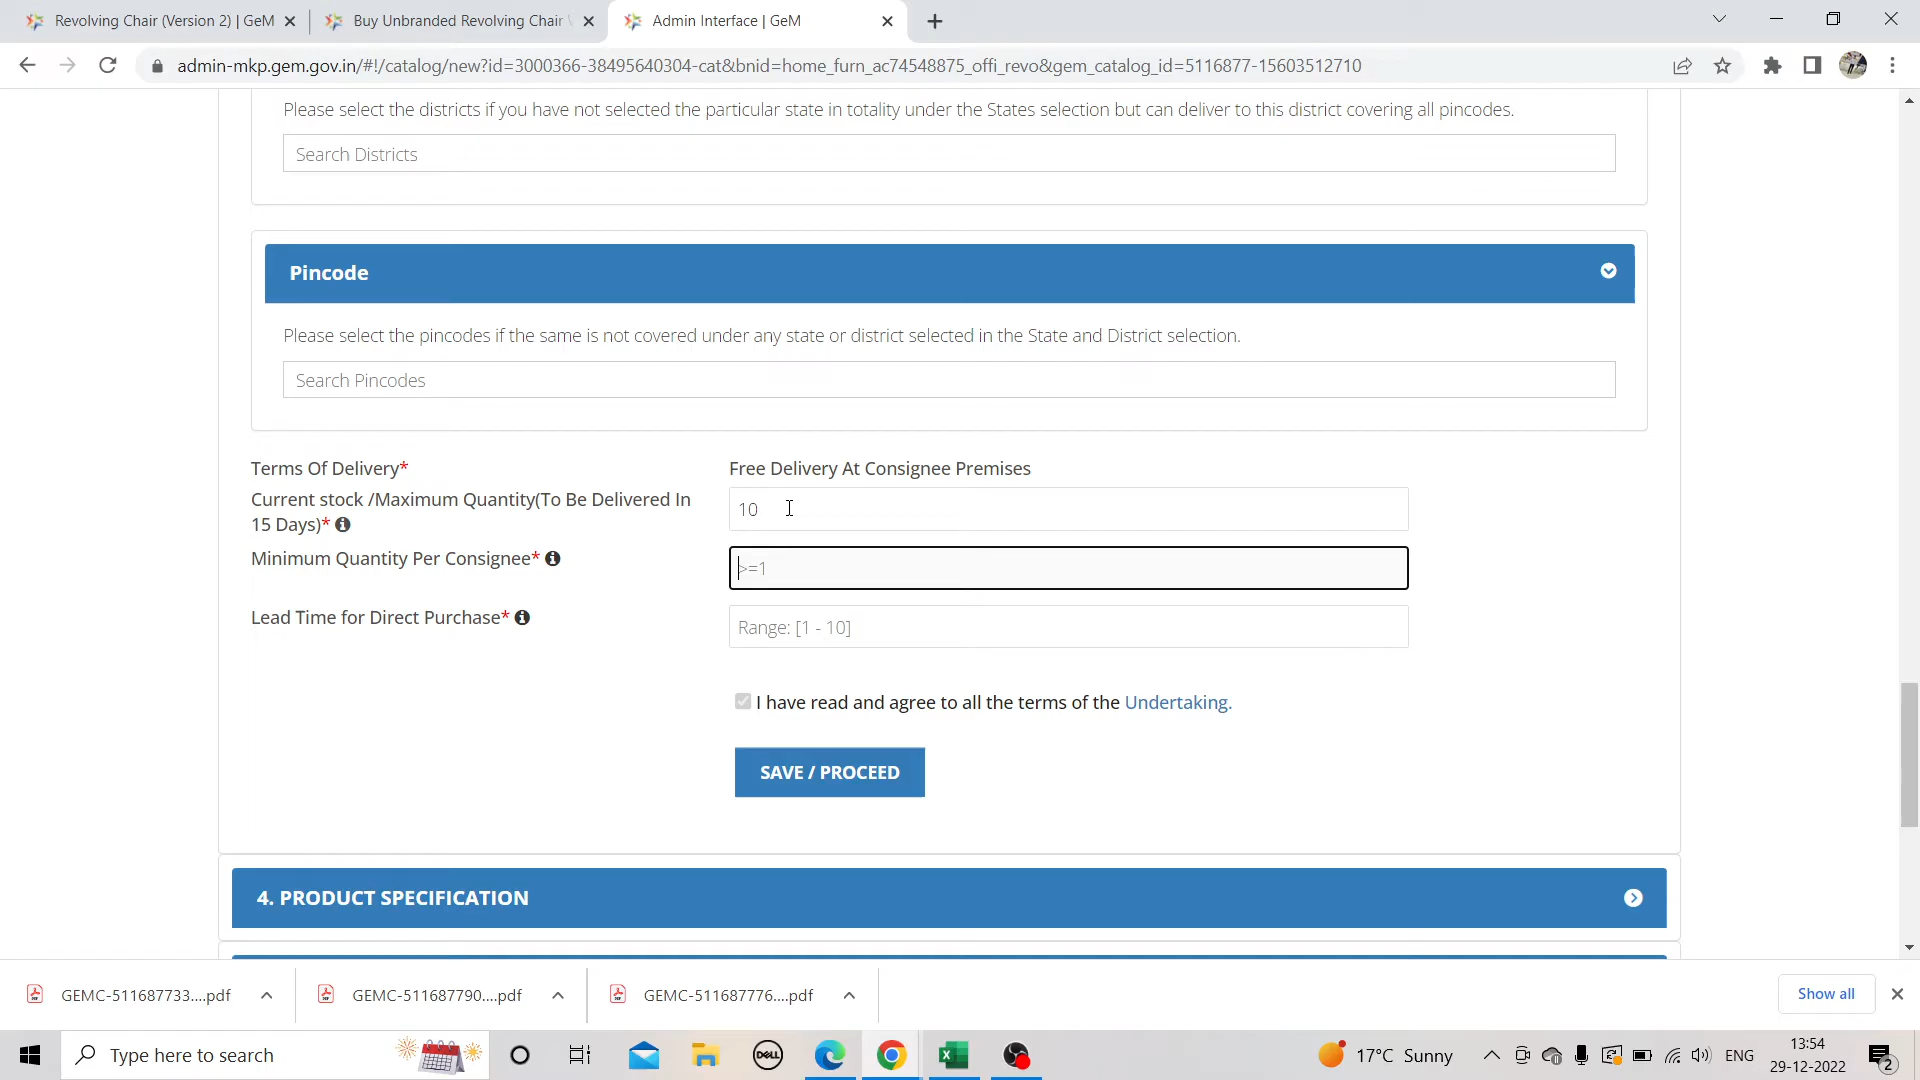 Revolving Chair (Version 2) | GeM
Buy Unbranded Revolving Chair
Admin Interface | GeM
admin-mkp.gem.gov.in/#!/catalog/new?id=3000366-38495640304-cat&bnid=home_furn_ac74548875_offi_revo&gem_catalog_id=5116877-15603512710
Please select the districts if you have not selected the particular state in totality under the States selection but can deliver to this district covering all pincodes.
Search Districts
Pincode
Please select the pincodes if the same is not covered under any state or district selected in the State and District selection.
Search Pincodes
Terms Of Delivery* Free Delivery At Consignee Premises
Current stock /Maximum Quantity(To Be Delivered In
15 Days)*
10
Minimum Quantity Per Consignee*
>=1
Lead Time for Direct Purchase*
Range: [1 - 10]
I have read and agree to all the terms of the Undertaking.
SAVE / PROCEED
4. PRODUCT SPECIFICATION
GEMC-511687733....pdf
GEMC-511687790....pdf
GEMC-511687776....pdf
Show all
Type here to search
DELL
17°C Sunny
ENG
13:54
29-12-2022
2